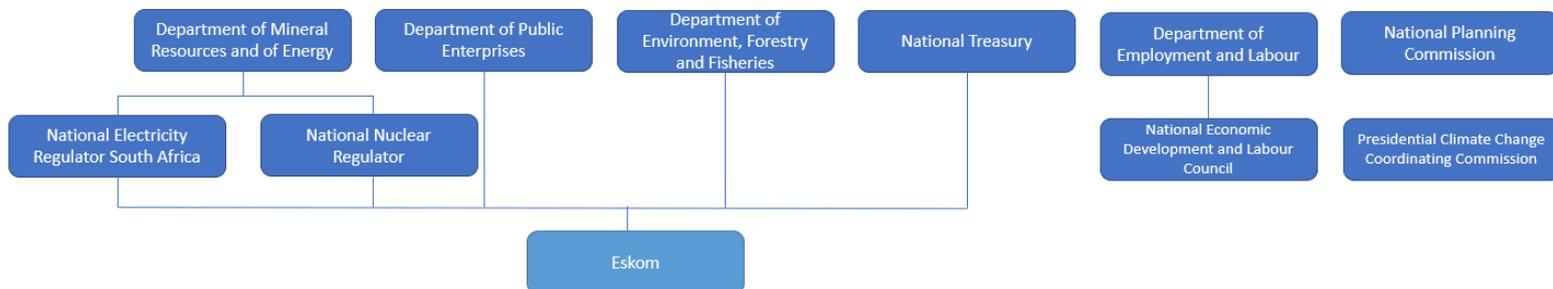 Department of Mineral
Resources and of Energy
Department of Public
Enterprises
Department of
Environment, Forestry
and Fisheries
National Treasury
Department of
Employment and Labour
National Planning
Commission
National Electricity
Regulator South Africa
National Nuclear
Regulator
National Economic
Development and Labour
Council
Presidential Climate Change
Coordinating Commission
Eskom